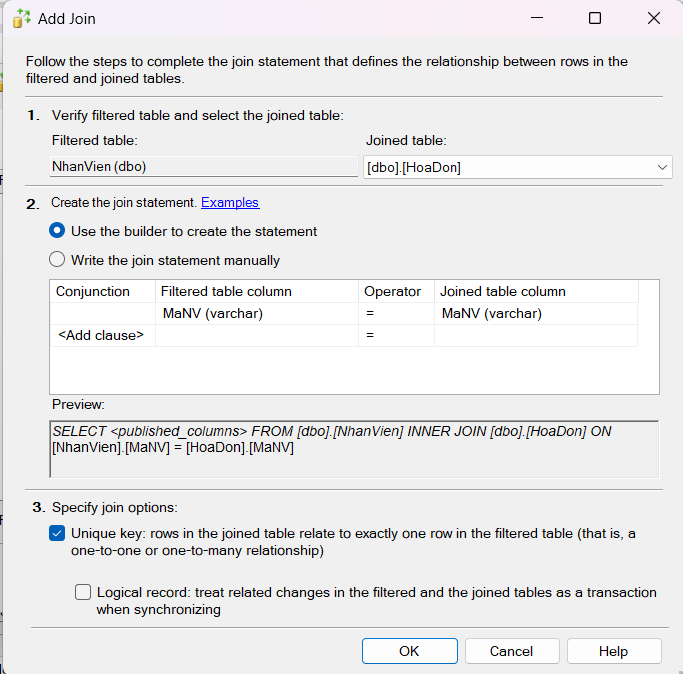 Add Join
Follow the steps to complete the join statement that defines the relationship between rows in the
filtered and joined tables.
1. Verify filtered table and select the joined table:
Filtered table: Joined table:
NhanVien (dbo) [dbo].[HoaDon]
2. Create the join statement. Examples
Use the builder to create the statement
Write the join statement manually
Conjunction Filtered table column Operator Joined table column
MaNV (varchar) = MaNV (varchar)
<Add clause> =
Preview:
SELECT <published_columns> FROM [dbo].[NhanVien] INNER JOIN [dbo].[HoaDon] ON
[NhanVien].[MaNV] = [HoaDon].[MaNV]
3. Specify join options:
Unique key: rows in the joined table relate to exactly one row in the filtered table (that is, a
one-to-one or one-to-many relationship)
Logical record: treat related changes in the filtered and the joined tables as a transaction
when synchronizing
OK Cancel Help